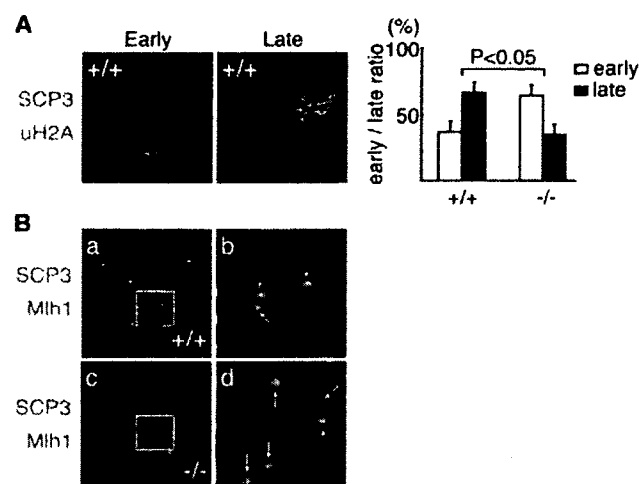 A
Early
Late
+/+
+/+
SCP3
uH2A
(%)
100
50
early / late ratio
P<0.05
early
late
+/+
-/-
B
a
b
SCP3
Mlh1
+/+
c
d
SCP3
Mlh1
-/-